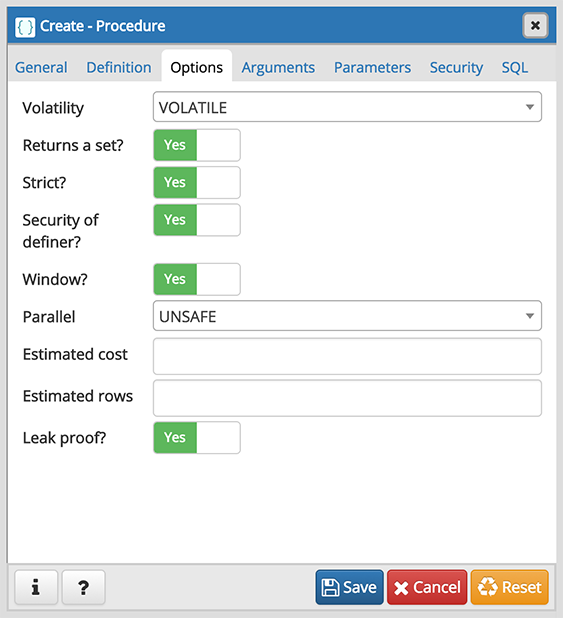 Create - Procedure
General Definition Options Arguments Parameters Security SQL
Volatility VOLATILE
Returns a set? Yes
Strict? Yes
Security of Yes
definer?
Window? Yes
Parallel UNSAFE
Estimated cost
Estimated rows
Leak proof? Yes
i ? Save Cancel Reset